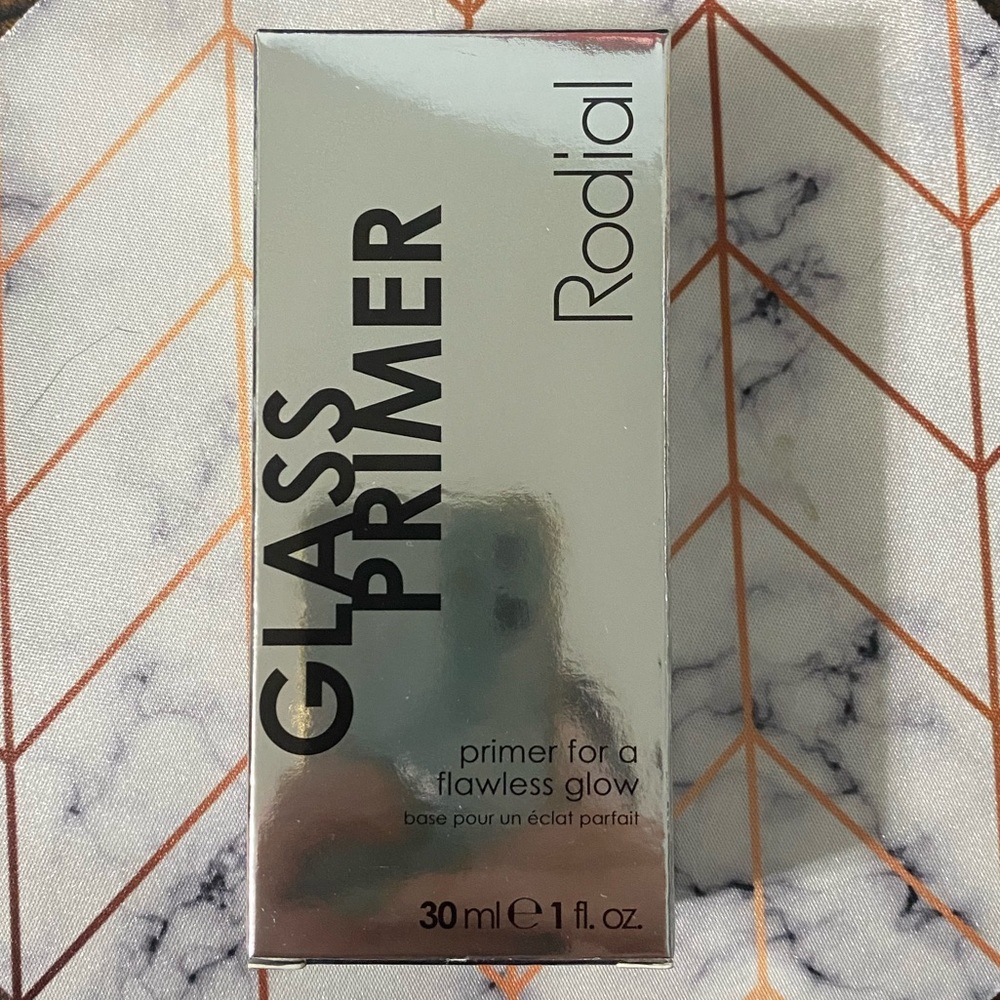 Rodial
GLASS
PRIMER
primer for a
flawless glow
base pour un éclat parfait
30 ml ℮ 1 fl. oz.